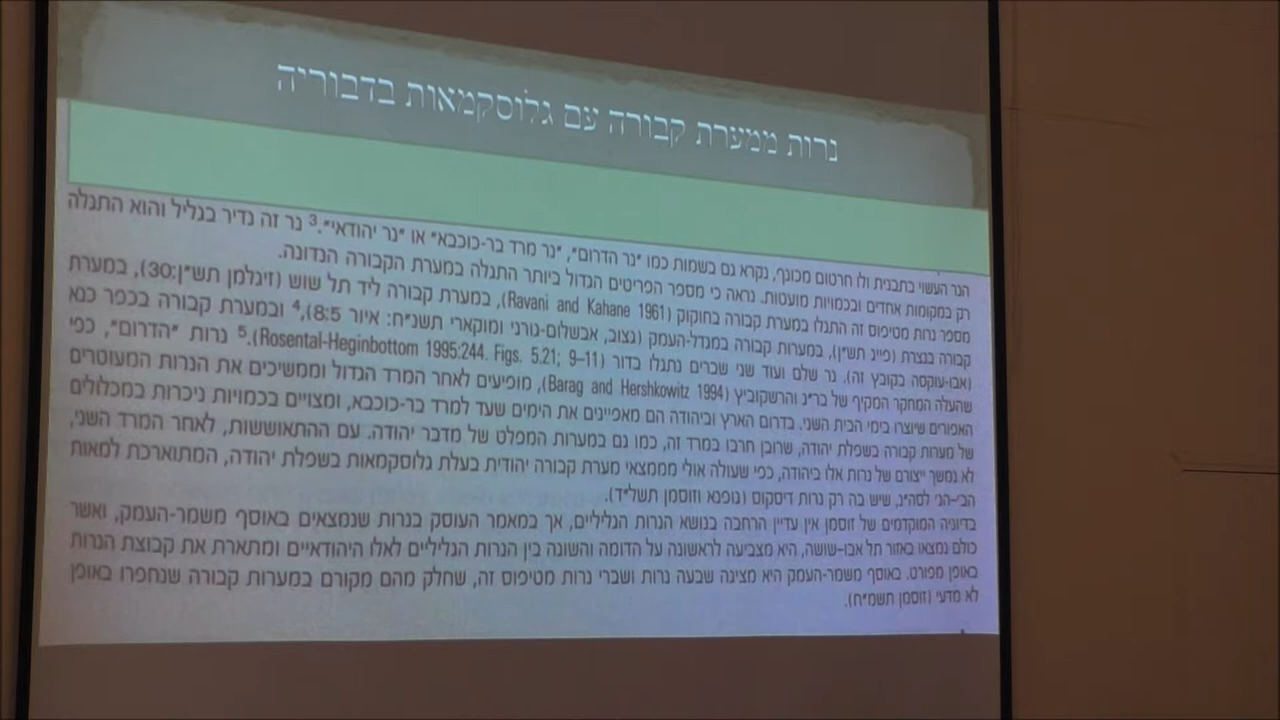 נרות ממערת קבורה עם גלוסקמאות בדבוריה
הנר העשוי בתבנית ולו חרטום מכונף, נקרא גם בשמות כמו "נר הדרום", "נר מרד בר-כוכבא" או "נר יהודאי".3 נר זה נדיר בגליל והוא התגלה
רק במקומות אחדים ובכמויות מועטות. נראה כי מספר הפריטים הגדול ביותר התגלה במערת הקבורה הנדונה.
מספר נרות מטיפוס זה התגלו במערת קבורה בחוקוק (Ravani and Kahane 1961), במערת קבורה ליד תל שוש (זיגלמן תש"ן:30), במערת
קבורה בנצרת (פייג תש"ן), במערות קבורה במגדל-העמק (נצוב, אבשלום-גורני ומוקארי תשנ"ח: איור 8:5),4 ובמערת קבורה בכפר כנא
(אבו-עוקסה בקובץ זה). נר שלם ועוד שני שברים נתגלו בדור (Rosental-Heginbottom 1995:244. Figs. 5.21; 9–11).5 נרות "הדרום", כפי
שהעלה המחקר המקיף של בר"ג והרשקוביץ (Barag and Hershkowitz 1994), מופיעים לאחר המרד הגדול וממשיכים את הנרות המעוטרים
האפורים שיוצרו בימי הבית השני. בדרום הארץ וביהודה הם מאפיינים את הימים שעד למרד בר-כוכבא, ומצויים בכמויות ניכרות במכלולים
של מערות קבורה בשפלת יהודה, שרובן חרבו במרד זה, כמו גם במערות המפלט של מדבר יהודה. עם ההתאוששות, לאחר המרד השני,
לא נמשך ייצורם של נרות אלו ביהודה, כפי שעולה אולי מממצאי מערת קבורה יהודית בעלת גלוסקמאות בשפלת יהודה, המתוארכת למאות
הב–הג לסה"נ, שיש בה רק נרות דיסקוס (גופנא וזוסמן תשל"ד).
בדיוניה המוקדמים של זוסמן אין עדיין הרחבה בנושא הנרות הגליליים, אך במאמר העוסק בנרות שנמצאים באוסף משמר-העמק, ואשר
כולם נמצאו באזור תל אבו–שושה, היא מצביעה לראשונה על הדומה והשונה בין הנרות הגליליים לאלו היהודאיים ומתארת את קבוצת הנרות
באופן מפורט. באוסף משמר-העמק היא מציגה שבעה נרות ושברי נרות מטיפוס זה, שחלק מהם מקורם במערות קבורה שנחפרו באופן
לא מדעי (זוסמן תשמ"ח).